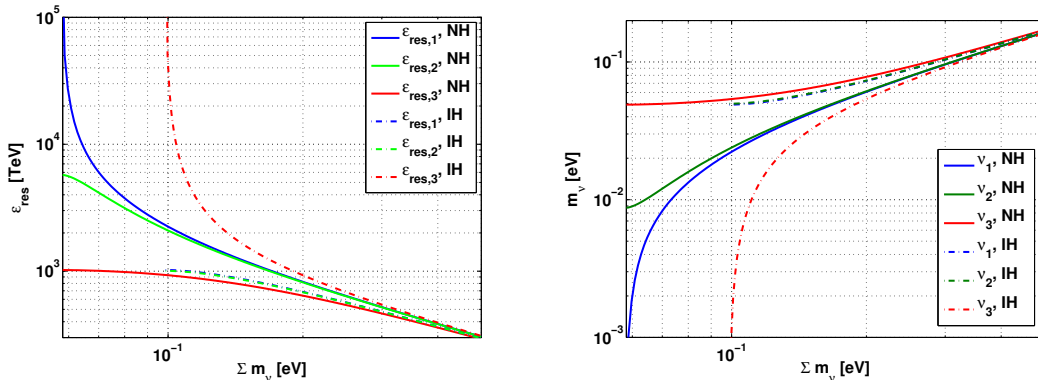 10^5
10^4
10^3
ε_res [TeV]
10^-1
Σ m_ν [eV]
ε_res,1, NH
ε_res,2, NH
ε_res,3, NH
ε_res,1, IH
ε_res,2, IH
ε_res,3, IH
10^-1
10^-2
10^-3
m_ν [eV]
10^-1
Σ m_ν [eV]
ν_1, NH
ν_2, NH
ν_3, NH
ν_1, IH
ν_2, IH
ν_3, IH